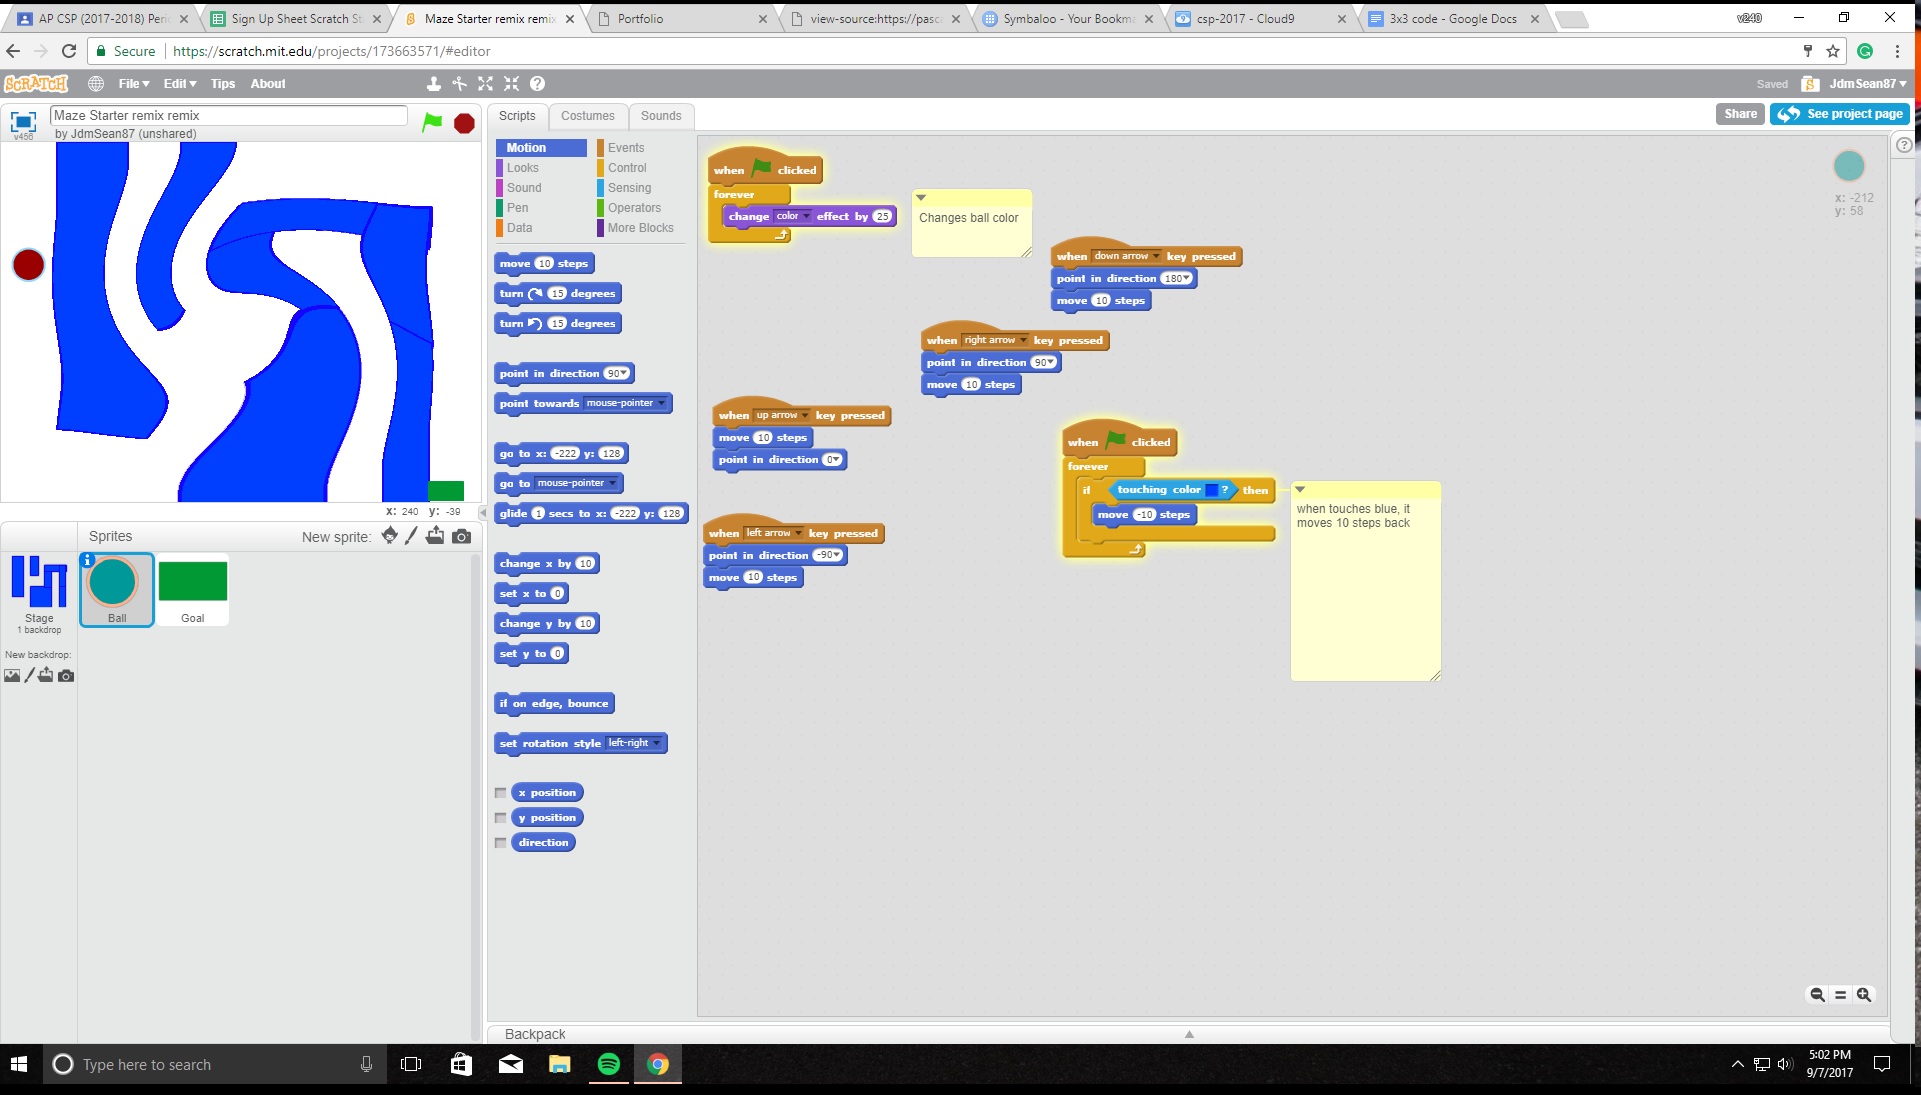 AP CSP (2017-2018) Peri
Sign Up Sheet Scratch St
Maze Starter remix remix
Portfolio
view-source:https://pasc
Symbaloo - Your Bookma
csp-2017 - Cloud9
3x3 code - Google Docs
Secure
https://scratch.mit.edu/projects/173663571/#editor
SCRATCH
File
Edit
Tips
About
Saved
JdmSean87
Maze Starter remix remix
by JdmSean87 (unshared)
v456
Scripts
Costumes
Sounds
Share
See project page
Motion
Looks
Sound
Pen
Data
Events
Control
Sensing
Operators
More Blocks
move 10 steps
turn 15 degrees
turn 15 degrees
point in direction 90
point towards mouse-pointer
go to x: -222 y: 128
go to mouse-pointer
glide 1 secs to x: -222 y: 128
change x by 10
set x to 0
change y by 10
set y to 0
if on edge, bounce
set rotation style left-right
x position
y position
direction
when clicked
forever
change color effect by 25
Changes ball color
x: -212
y: 58
when down arrow key pressed
point in direction 180
move 10 steps
when right arrow key pressed
point in direction 90
move 10 steps
when up arrow key pressed
move 10 steps
point in direction 0
when clicked
forever
if touching color ? then
move -10 steps
when touches blue, it
moves 10 steps back
when left arrow key pressed
point in direction -90
move 10 steps
x: 240 y: -39
Sprites
New sprite:
Stage
1 backdrop
New backdrop:
Ball
Goal
Backpack
Type here to search
5:02 PM
9/7/2017